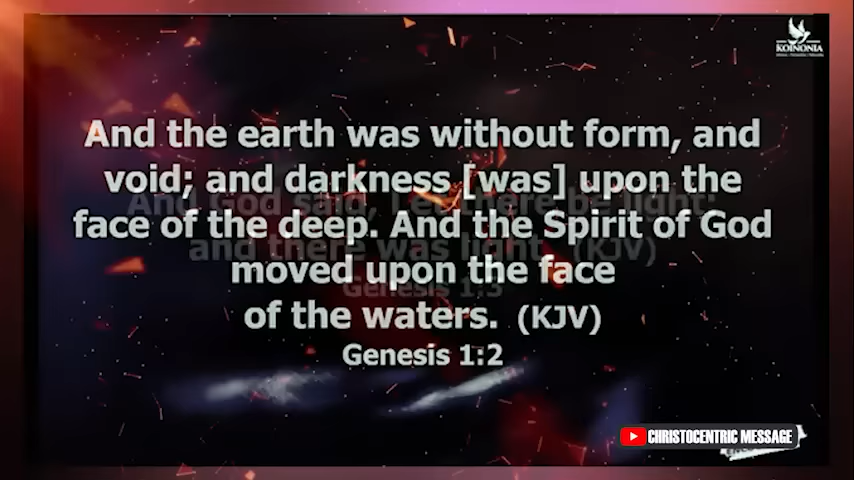 KOINONIA
And the earth was without form, and
void; and darkness [was] upon the
face of the deep. And the Spirit of God
moved upon the face
of the waters. (KJV)
Genesis 1:2
And God said, Let there be light:
and there was light. (KJV)
Genesis 1:3
CHRISTOCENTRIC MESSAGE